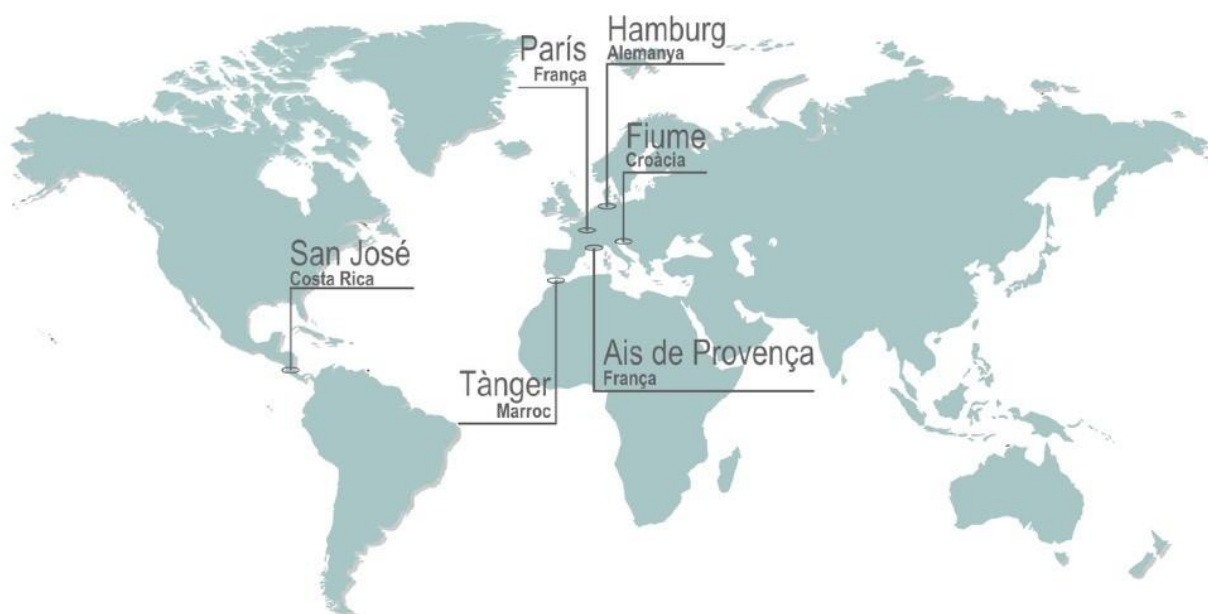 Hamburg
Alemanya
París
França
Fiume
Croàcia
San José
Costa Rica
Ais de Provença
França
Tànger
Marroc